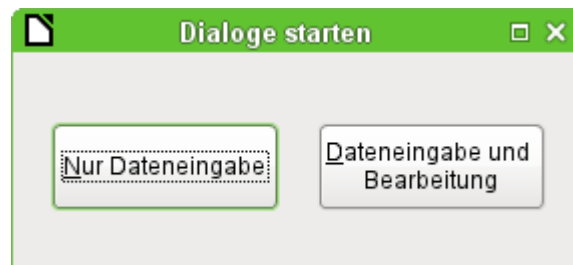 Dialoge starten
Nur Dateneingabe
Dateneingabe und
Bearbeitung